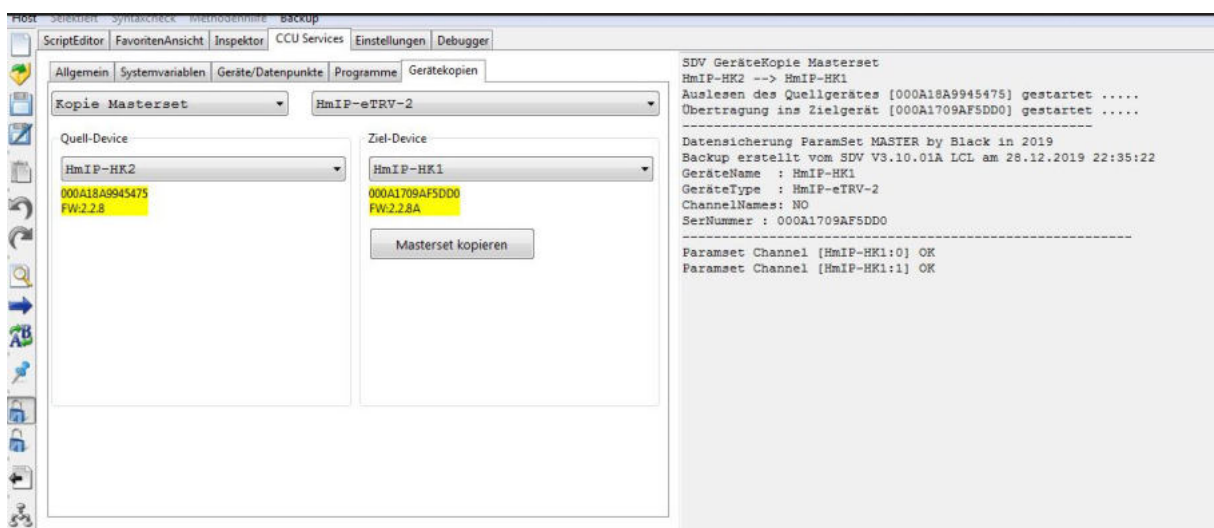 Host Selektiert Syntaxcheck Methodenhilfe Backup
ScriptEditor FavoritenAnsicht Inspektor CCU Services Einstellungen Debugger
Allgemein Systemvariablen Geräte/Datenpunkte Programme Gerätekopien
Kopie Masterset HmIP-eTRV-2
Quell-Device Ziel-Device
HmIP-HK2 HmIP-HK1
000A18A9945475 000A1709AF5DD0
FW:2.2.8 FW:2.2.8A
Masterset kopieren
SDV GeräteKopie Masterset
HmIP-HK2 --> HmIP-HK1
Auslesen des Quellgerätes [000A18A9945475] gestartet .....
Übertragung ins Zielgerät [000A1709AF5DD0] gestartet .....
----------------------------------------------------
Datensicherung ParamSet MASTER by Black in 2019
Backup erstellt vom SDV V3.10.01A LCL am 28.12.2019 22:35:22
GeräteName : HmIP-HK1
GeräteType : HmIP-eTRV-2
ChannelNames: NO
SerNummer : 000A1709AF5DD0
---------------------------------------------------------
Paramset Channel [HmIP-HK1:0] OK
Paramset Channel [HmIP-HK1:1] OK